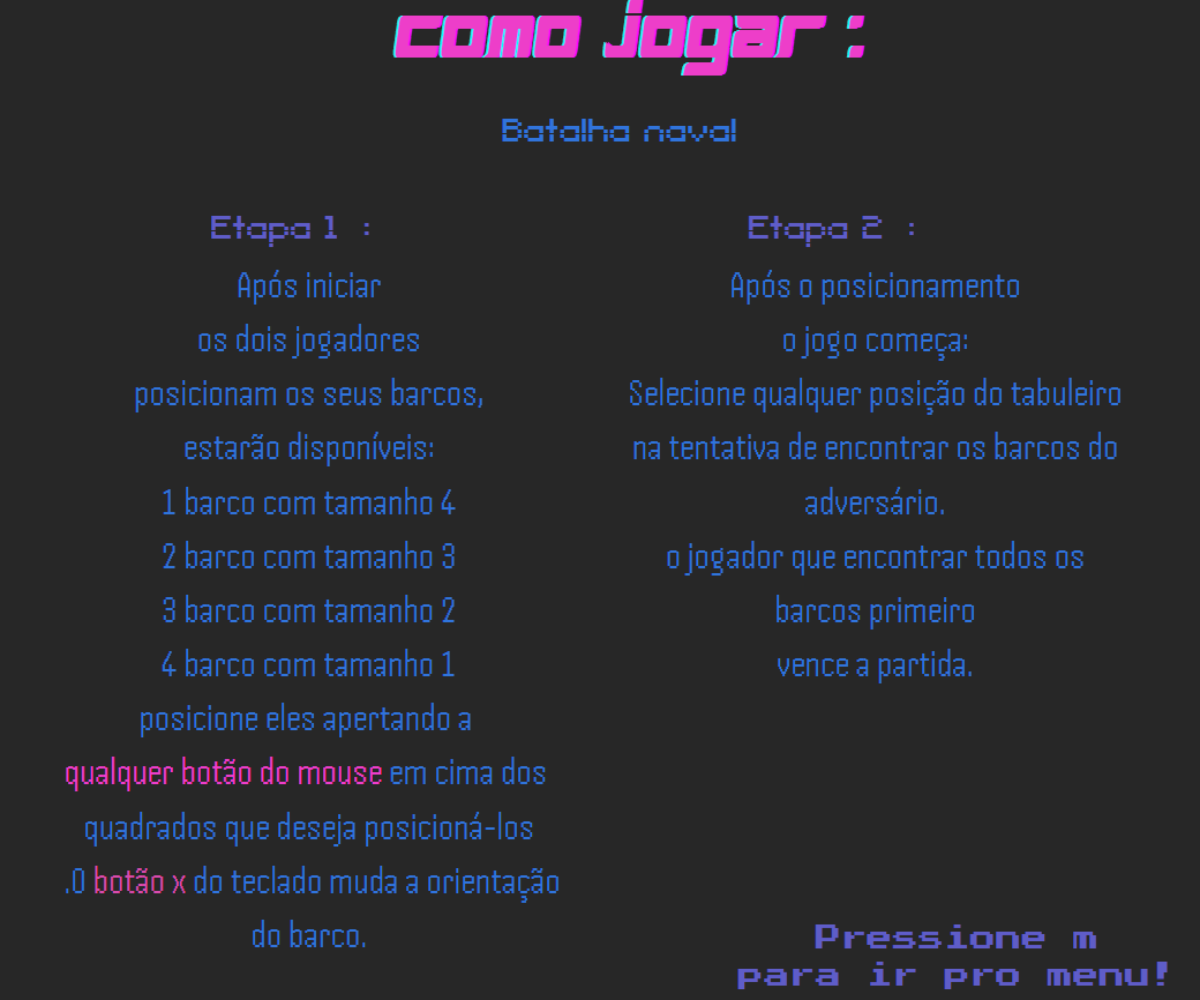 como jogar :
Batalha naval
Etapa 1 :
Após iniciar
os dois jogadores
posicionam os seus barcos,
estarão disponíveis:
1 barco com tamanho 4
2 barco com tamanho 3
3 barco com tamanho 2
4 barco com tamanho 1
posicione eles apertando a
qualquer botão do mouse em cima dos
quadrados que deseja posicioná-los
.O botão x do teclado muda a orientação
do barco.
Etapa 2 :
Após o posicionamento
o jogo começa:
Selecione qualquer posição do tabuleiro
na tentativa de encontrar os barcos do
adversário.
o jogador que encontrar todos os
barcos primeiro
vence a partida.
Pressione m
para ir pro menu!